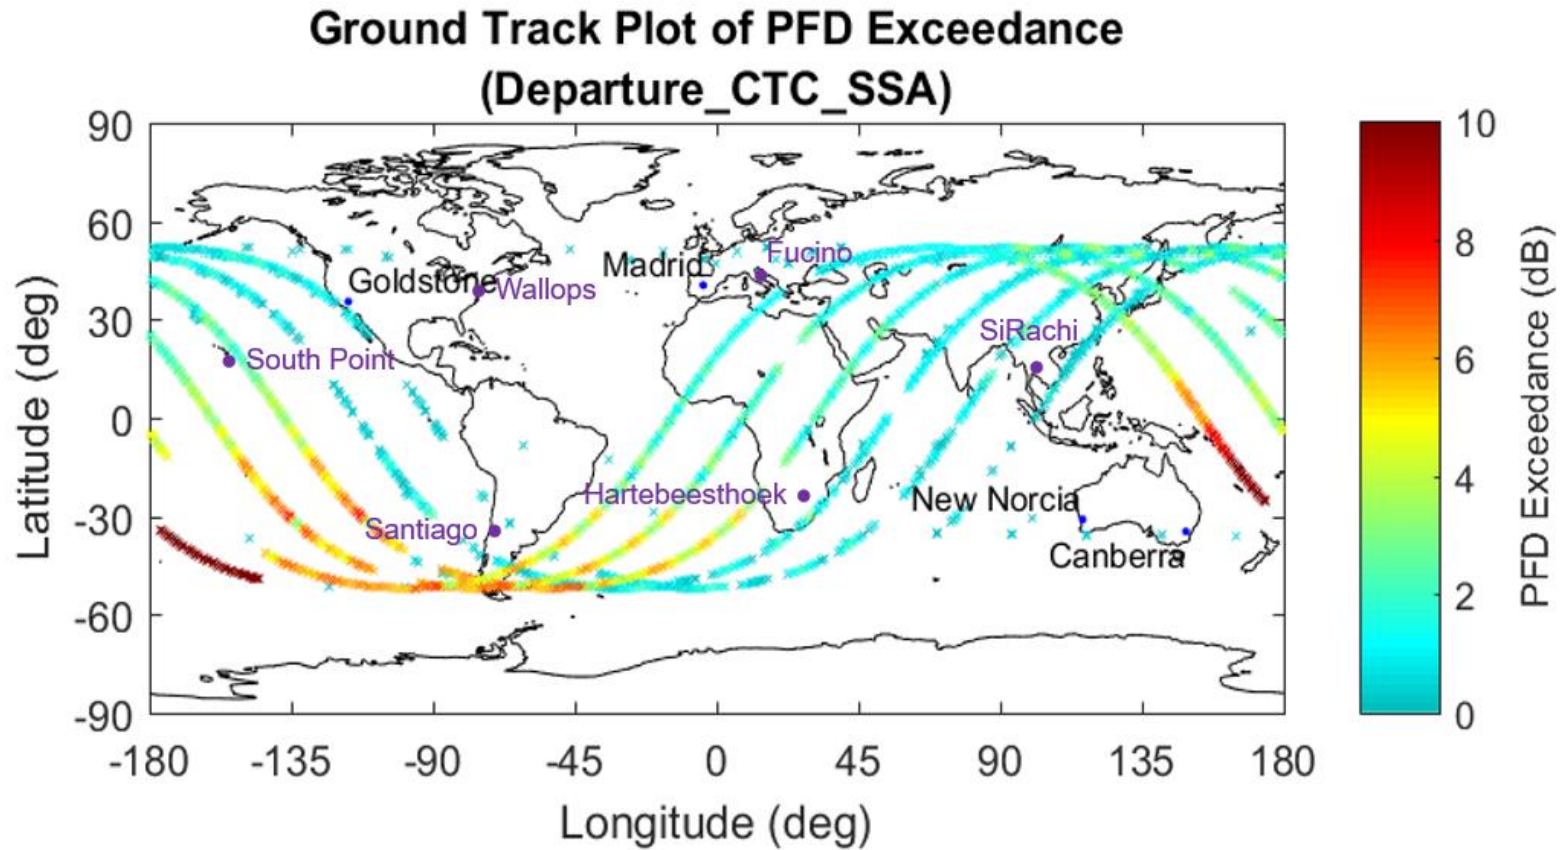 Ground Track Plot of PFD Exceedance
(Departure_CTC_SSA)
90
60
30
0
-30
-60
-90
Latitude (deg)
-180
-135
-90
-45
0
45
90
135
180
Longitude (deg)
Goldstone
Wallops
Madrid
Fucino
South Point
SiRachi
Hartebeesthoek
Santiago
New Norcia
Canberra
10
8
6
4
2
0
PFD Exceedance (dB)